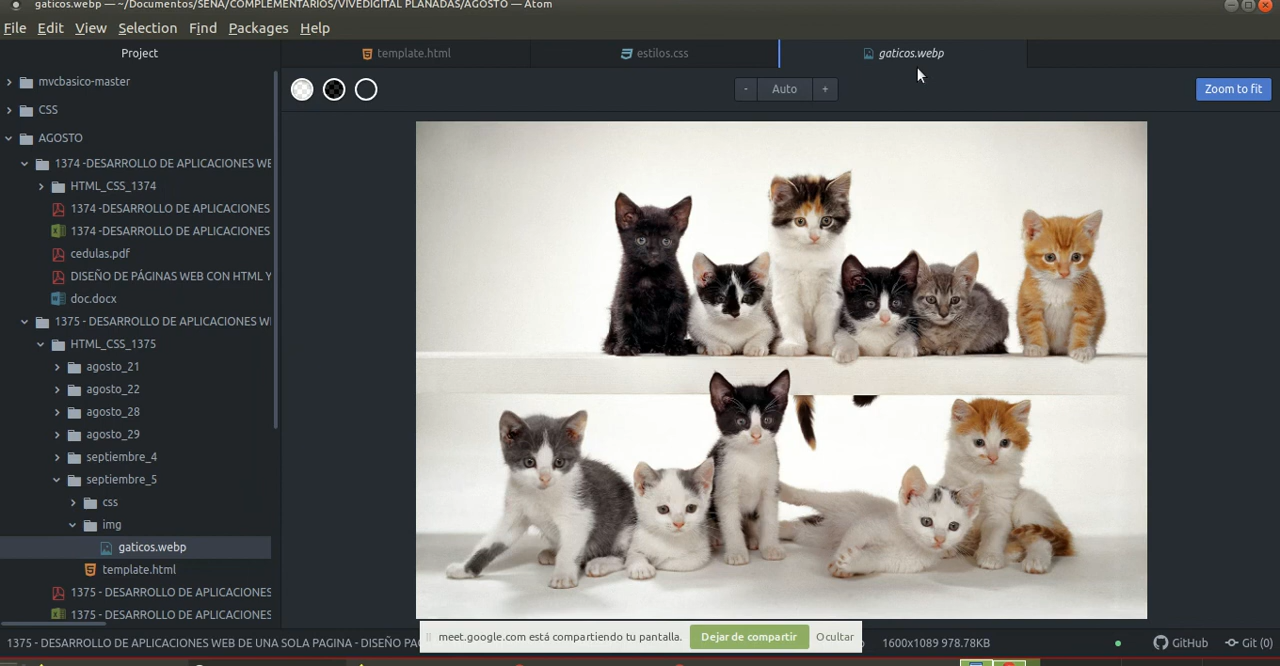 gaticos.webp — ~/Documentos/SENA/COMPLEMENTARIOS/VIVEDIGITAL PLANADAS/AGOSTO — Atom
File Edit View Selection Find Packages Help
Project
template.html
estilos.css
gaticos.webp
- Auto +
Zoom to fit
mvcbasico-master
CSS
AGOSTO
1374 -DESARROLLO DE APLICACIONES WE
HTML_CSS_1374
1374 -DESARROLLO DE APLICACIONES
1374 -DESARROLLO DE APLICACIONES
cedulas.pdf
DISEÑO DE PÁGINAS WEB CON HTML Y
doc.docx
1375 - DESARROLLO DE APLICACIONES WI
HTML_CSS_1375
agosto_21
agosto_22
agosto_28
agosto_29
septiembre_4
septiembre_5
css
img
gaticos.webp
template.html
1375 - DESARROLLO DE APLICACIONES
1375 - DESARROLLO DE APLICACIONES
1375 - DESARROLLO DE APLICACIONES WEB DE UNA SOLA PAGINA - DISEÑO
meet.google.com está compartiendo tu pantalla.
Dejar de compartir
Ocultar
1600x1089 978.78KB
GitHub
Git (0)